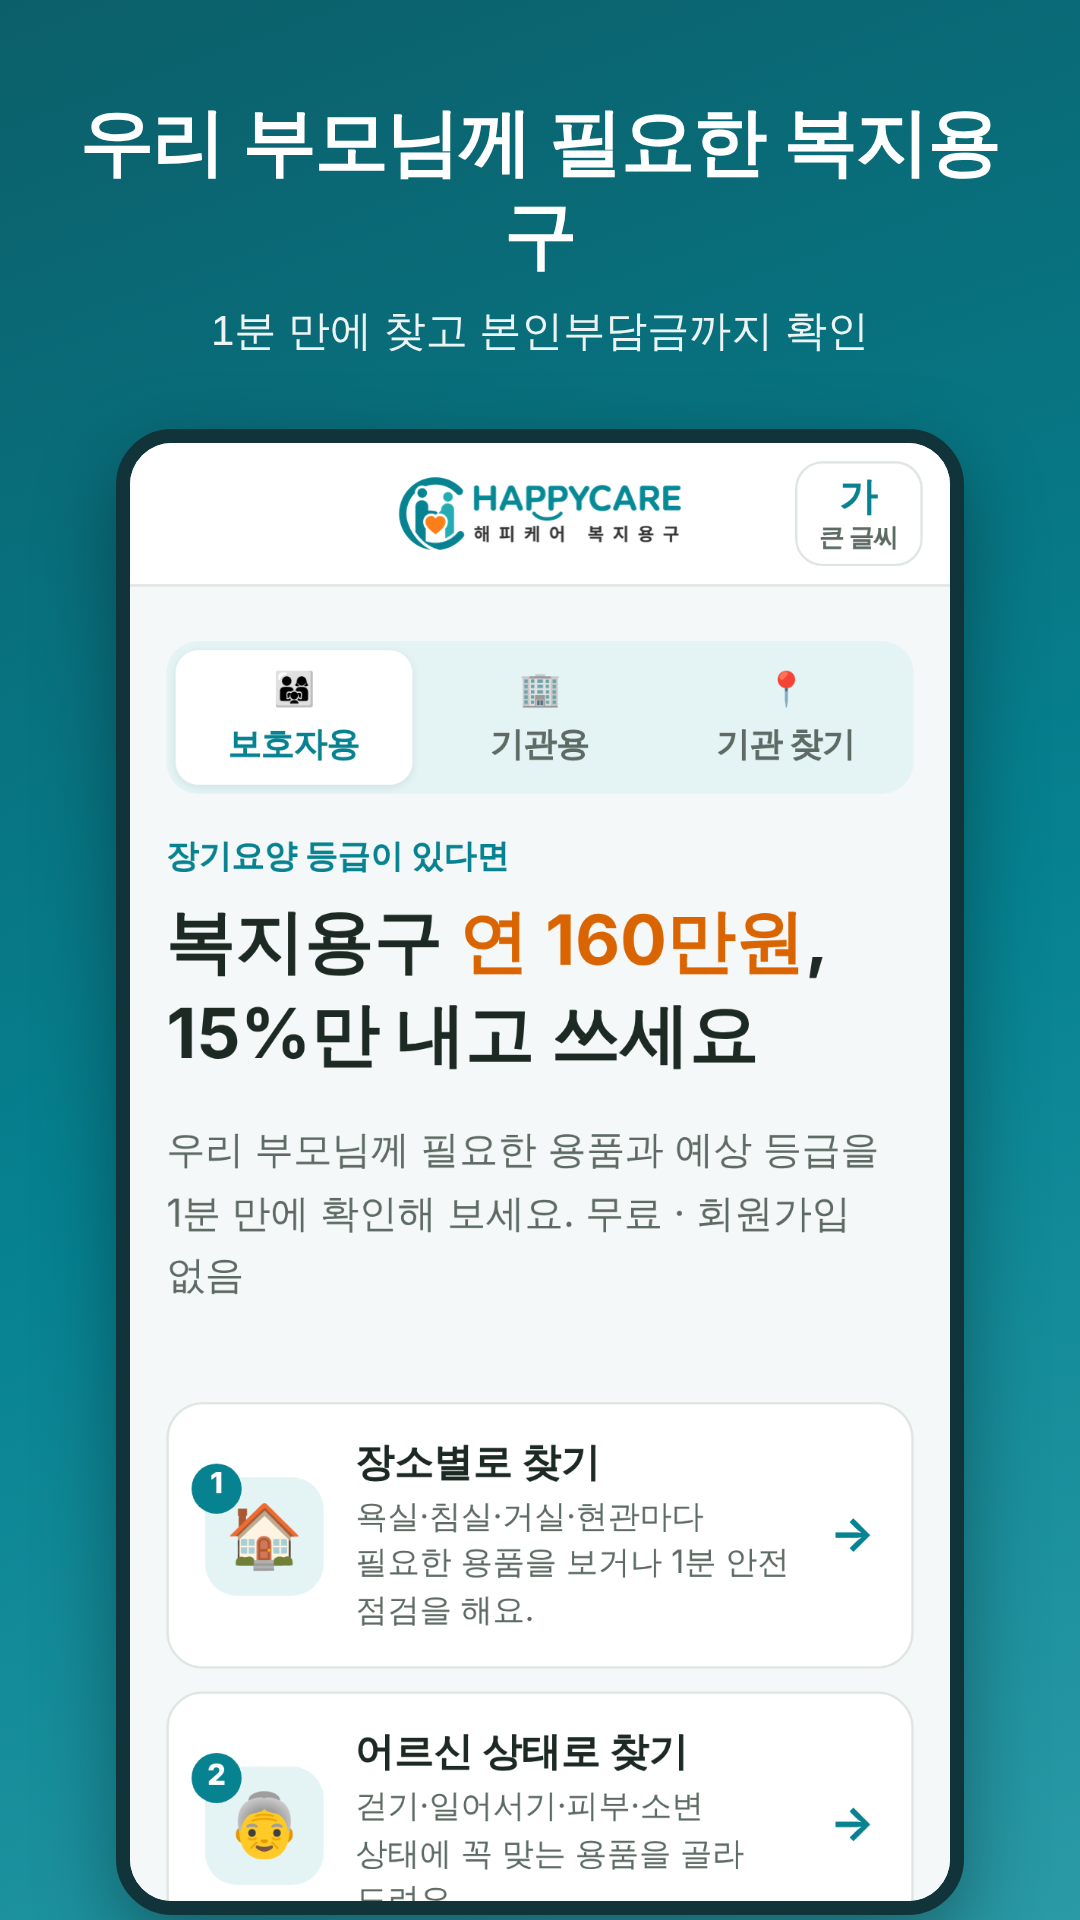 우리 부모님께 필요한 복지용
구
1분 만에 찾고 본인부담금까지 확인
HAPPYCARE
해피케어 복지용구
가
큰 글씨
보호자용
기관용
기관 찾기
장기요양 등급이 있다면
복지용구 연 160만원,
15%만 내고 쓰세요
우리 부모님께 필요한 용품과 예상 등급을
1분 만에 확인해 보세요. 무료 · 회원가입
없음
1
장소별로 찾기
욕실·침실·거실·현관마다
필요한 용품을 보거나 1분 안전
점검을 해요.
2
어르신 상태로 찾기
걷기·일어서기·피부·소변
상태에 꼭 맞는 용품을 골라